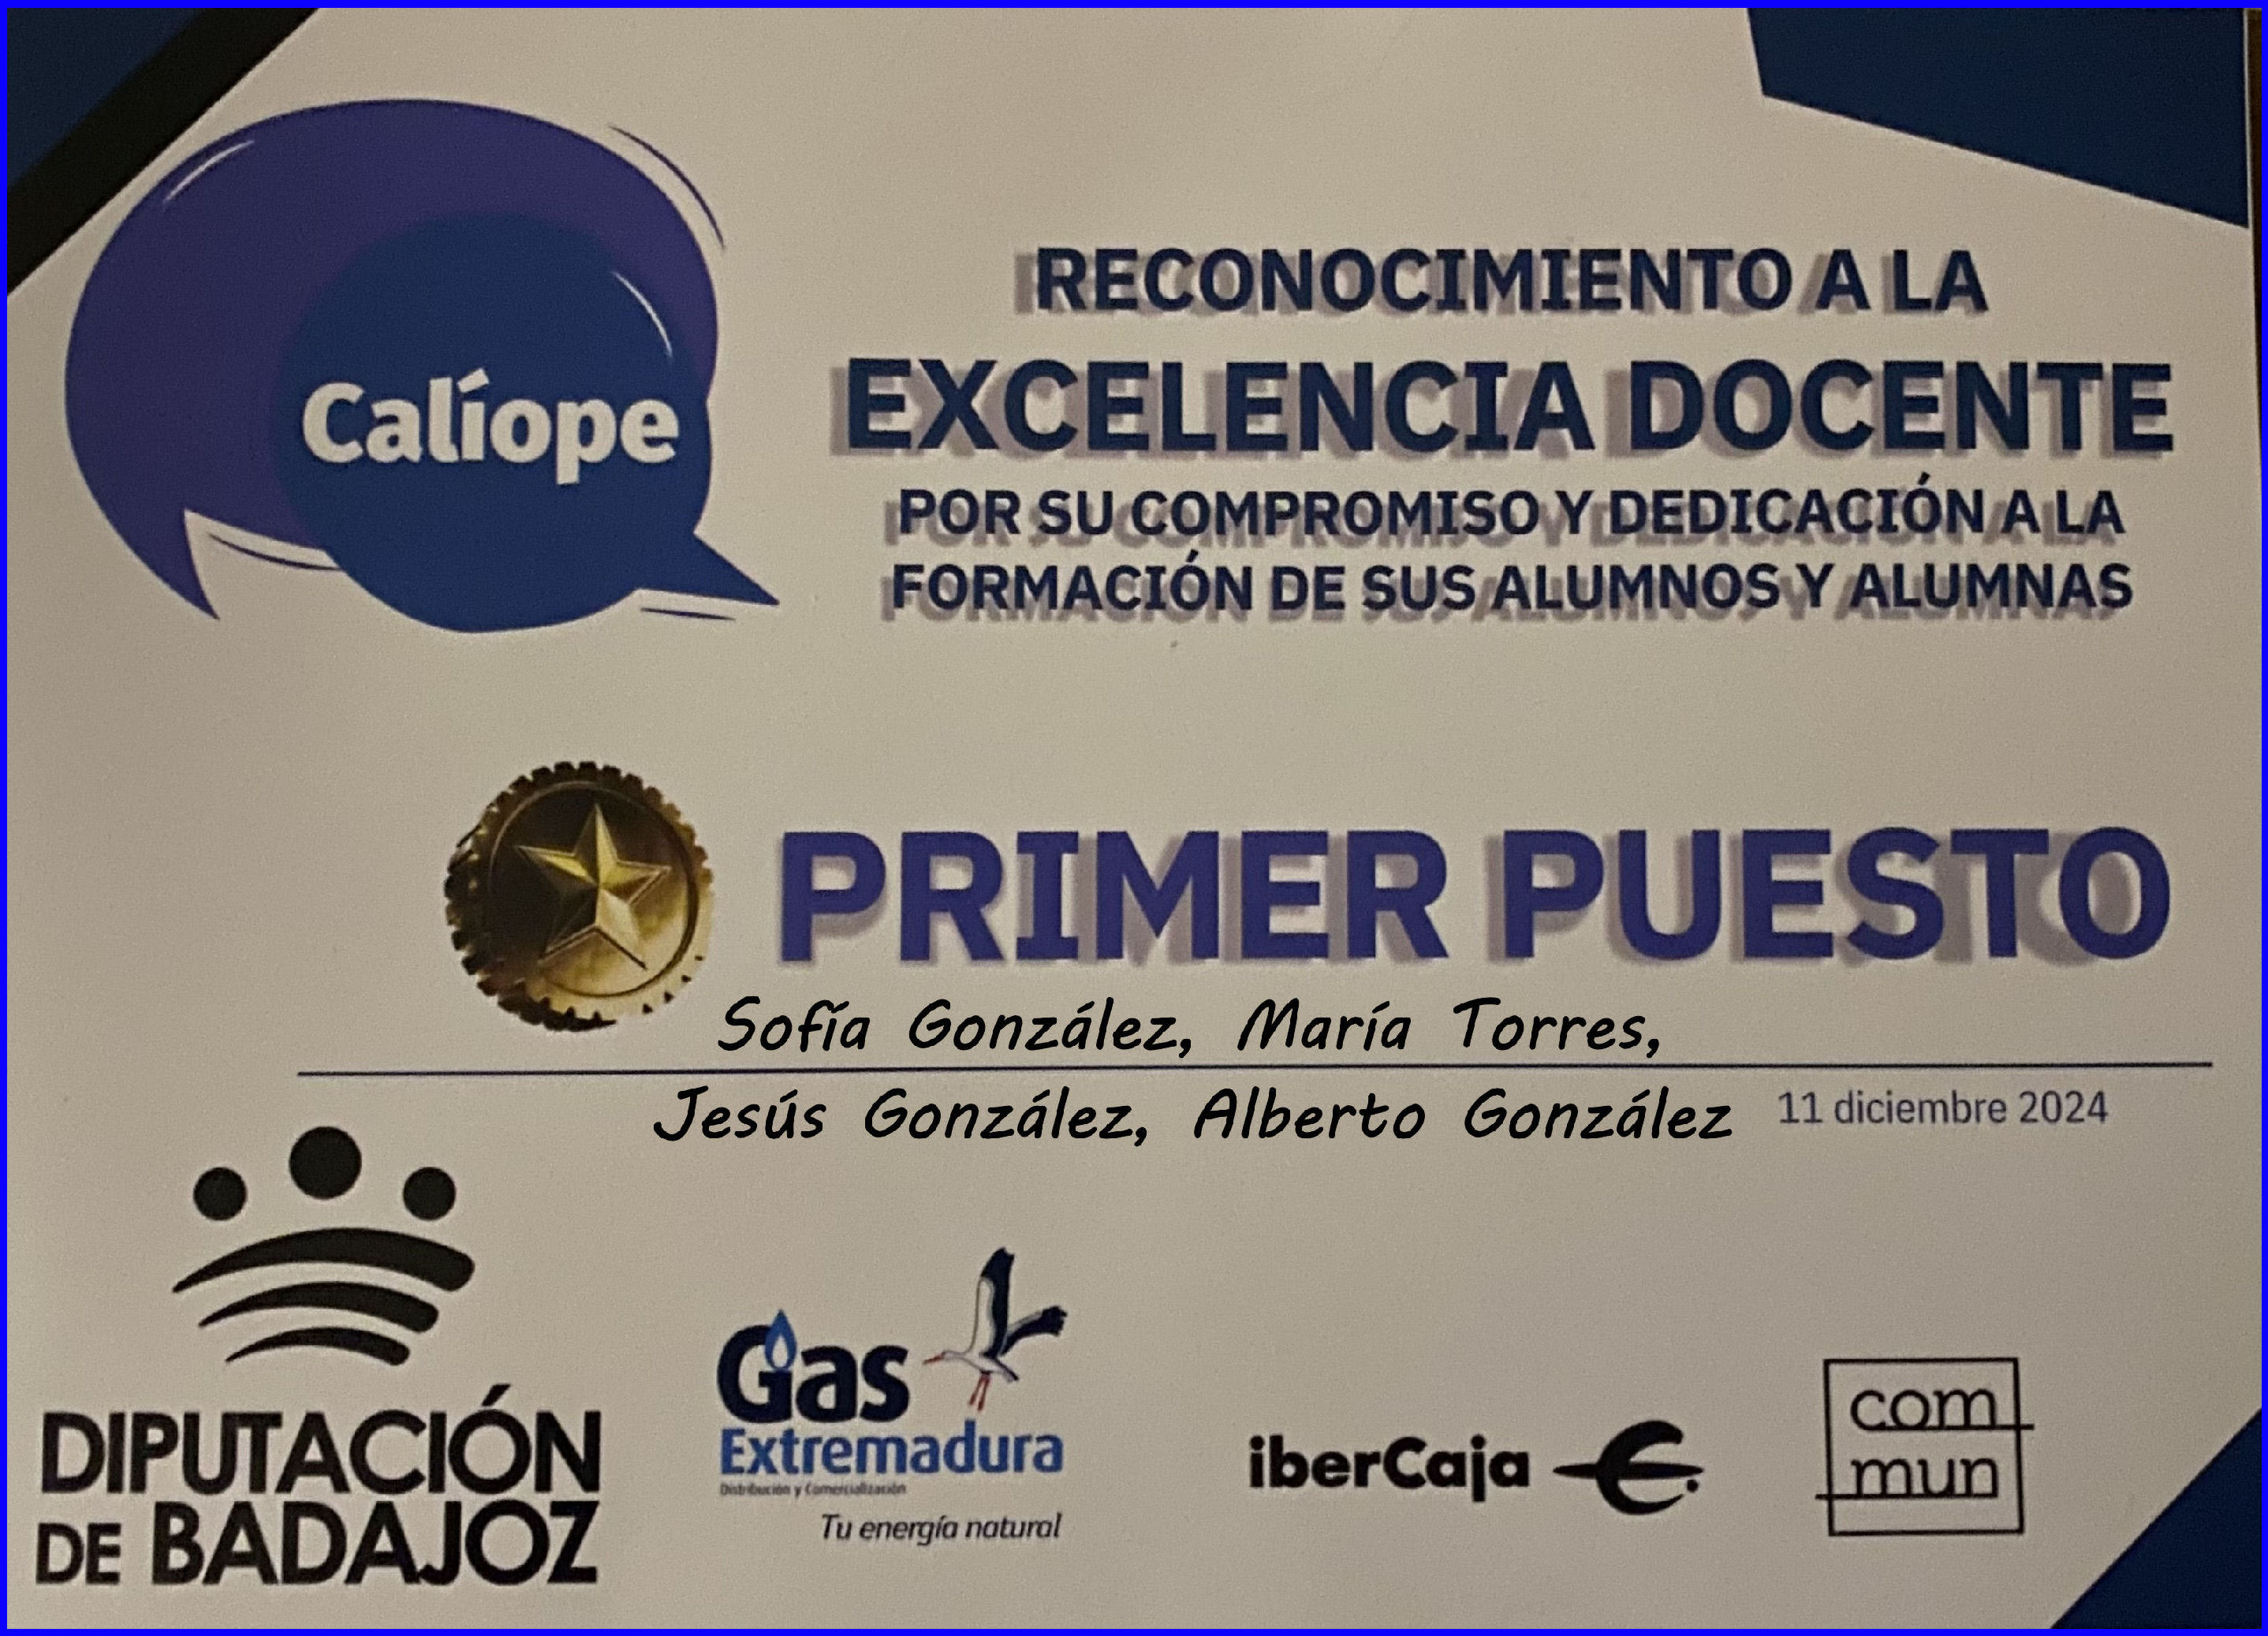 Calíope
RECONOCIMIENTO A LA
EXCELENCIA DOCENTE
POR SU COMPROMISO Y DEDICACIÓN A LA
FORMACIÓN DE SUS ALUMNOS Y ALUMNAS
PRIMER PUESTO
Sofía González, María Torres,
Jesús González, Alberto González
11 diciembre 2024
DIPUTACIÓN
DE BADAJOZ
Gas
Extremadura
Distribución y Comercialización
Tu energía natural
iberCaja
com
mun